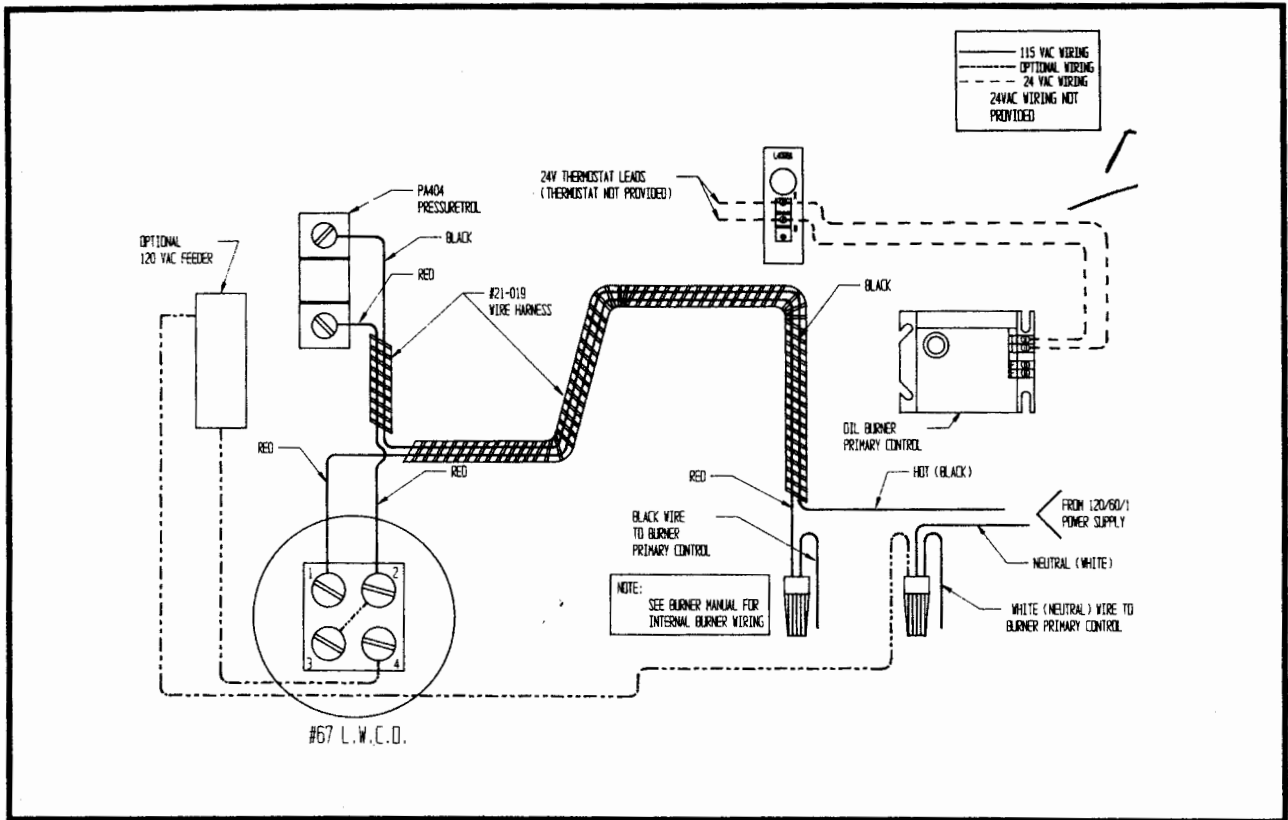 115 VAC WIRING
OPTIONAL WIRING
24 VAC WIRING
24VAC WIRING NOT
PROVIDED
24V THERMOSTAT LEADS
(THERMOSTAT NOT PROVIDED)
PA404
PRESSURETROL
BLACK
OPTIONAL
120 VAC FEEDER
RED
#21-019
WIRE HARNESS
BLACK
OIL BURNER
PRIMARY CONTROL
RED
RED
RED
HOT (BLACK)
FROM 120/60/1
POWER SUPPLY
BLACK WIRE
TO BURNER
PRIMARY CONTROL
NEUTRAL (WHITE)
NOTE:
SEE BURNER MANUAL FOR
INTERNAL BURNER WIRING
WHITE (NEUTRAL) WIRE TO
BURNER PRIMARY CONTROL
1
2
3
4
#67 L.W.C.O.